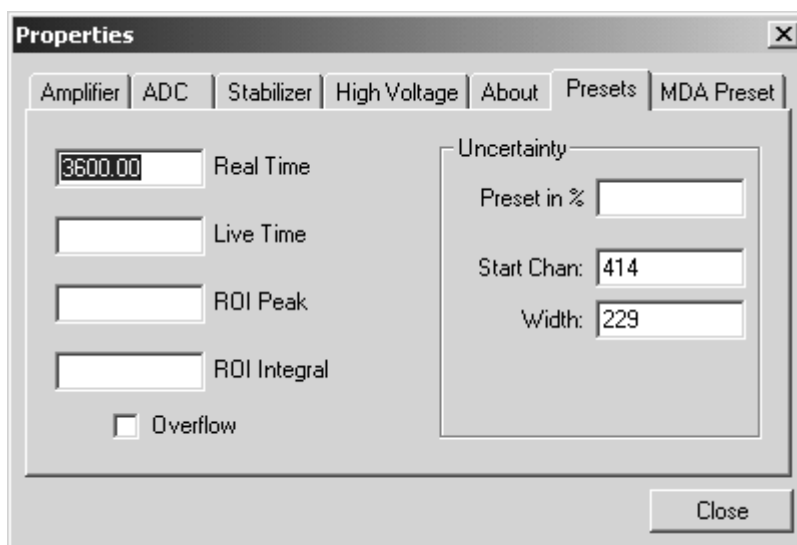 Properties
Amplifier ADC Stabilizer High Voltage About Presets MDA Preset
3600.00 Real Time
Live Time
ROI Peak
ROI Integral
Overflow
Uncertainty
Preset in %
Start Chan: 414
Width: 229
Close